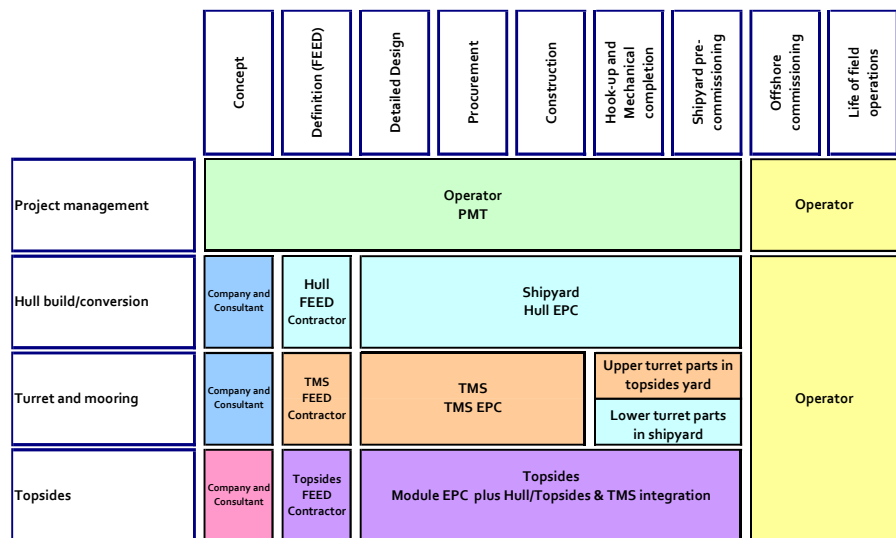 Concept
Definition (FEED)
Detailed Design
Procurement
Construction
Hook-up and
Mechanical
completion
Shipyard pre-
commissioning
Offshore
commissioning
Life of field
operations
Project management
Operator
PMT
Operator
Hull build/conversion
Company and
Consultant
Hull
FEED
Contractor
Shipyard
Hull EPC
Operator
Turret and mooring
Company and
Consultant
TMS
FEED
Contractor
TMS
TMS EPC
Upper turret parts in
topsides yard
Lower turret parts
in shipyard
Topsides
Company and
Consultant
Topsides
FEED
Contractor
Topsides
Module EPC plus Hull/Topsides & TMS integration